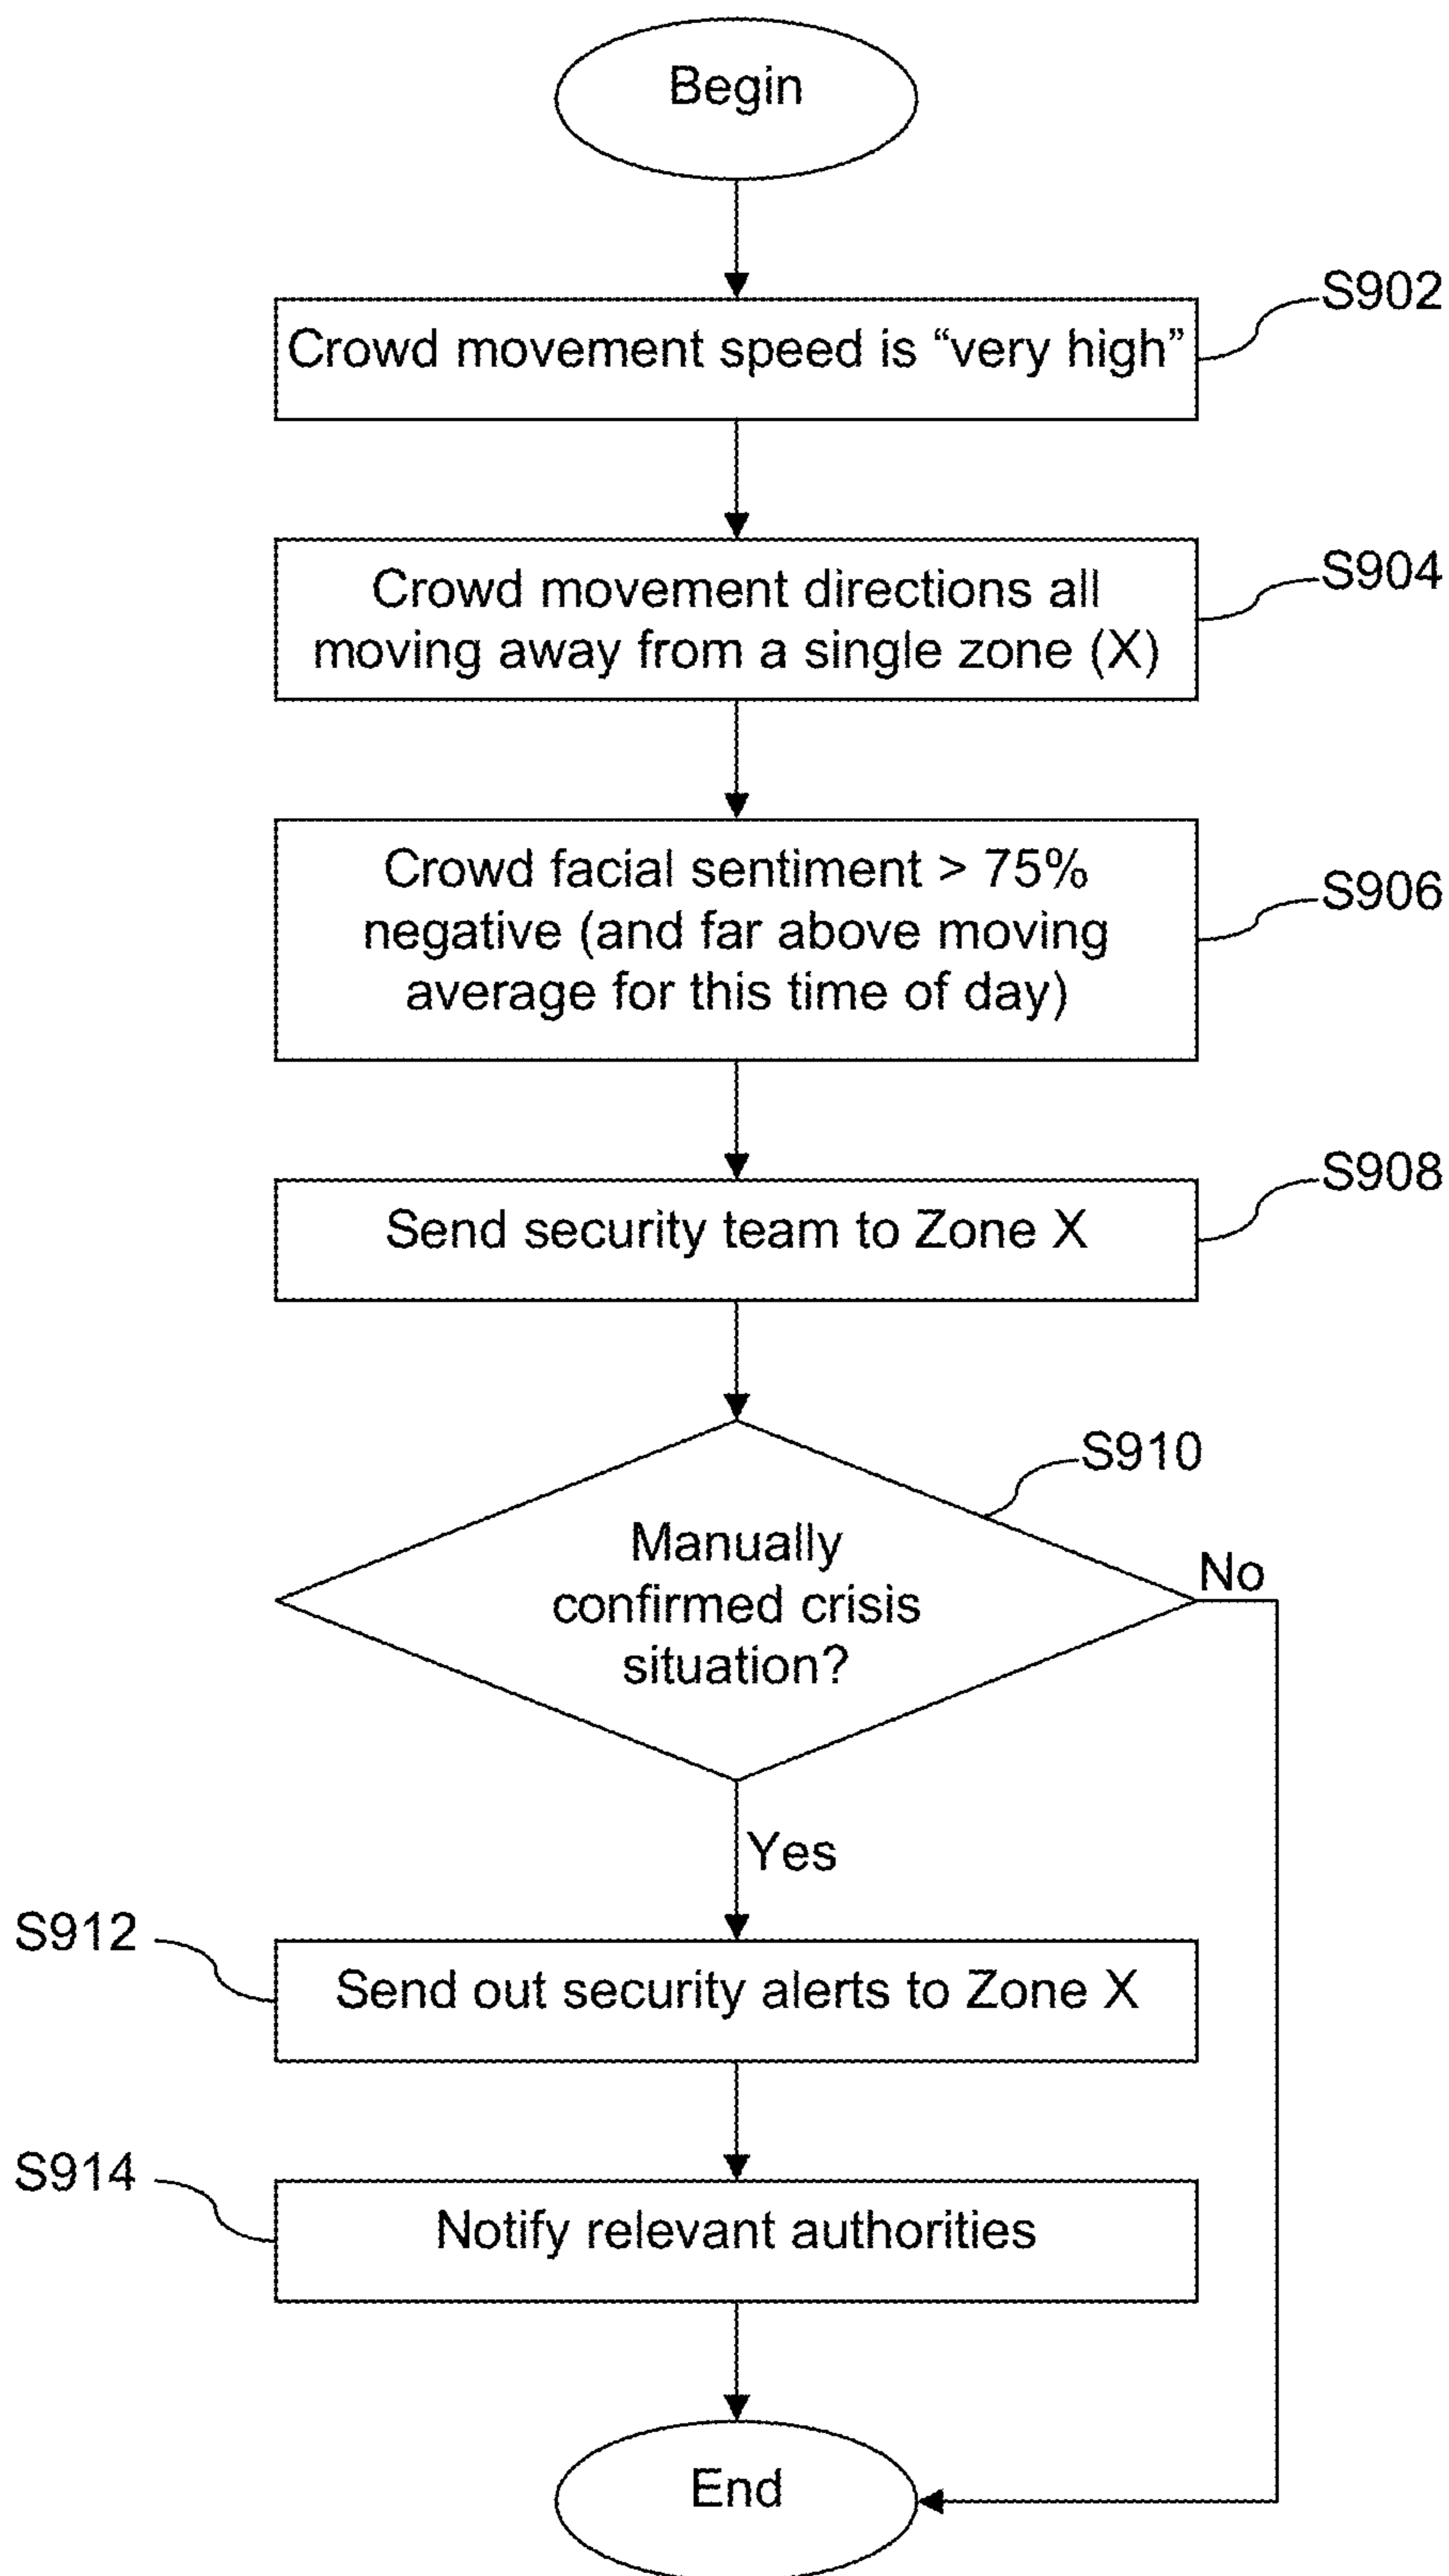 Begin
S902
Crowd movement speed is “very high”
S904
Crowd movement directions all
moving away from a single zone (X)
S906
Crowd facial sentiment > 75%
negative (and far above moving
average for this time of day)
S908
Send security team to Zone X
S910
Manually
confirmed crisis
situation?
No
Yes
S912
Send out security alerts to Zone X
S914
Notify relevant authorities
End